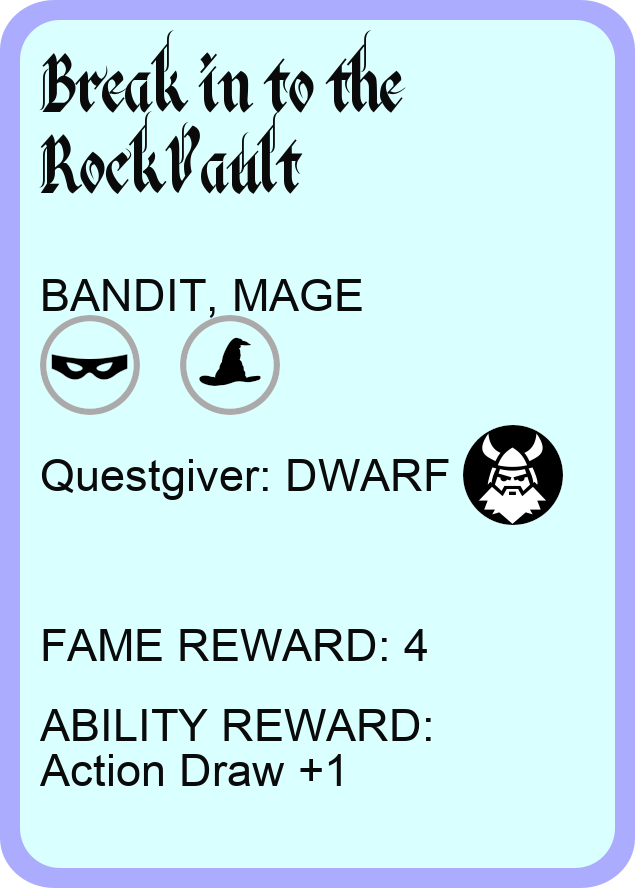 Break in to the
RockVault
BANDIT, MAGE
Questgiver: DWARF
FAME REWARD: 4
ABILITY REWARD:
Action Draw +1